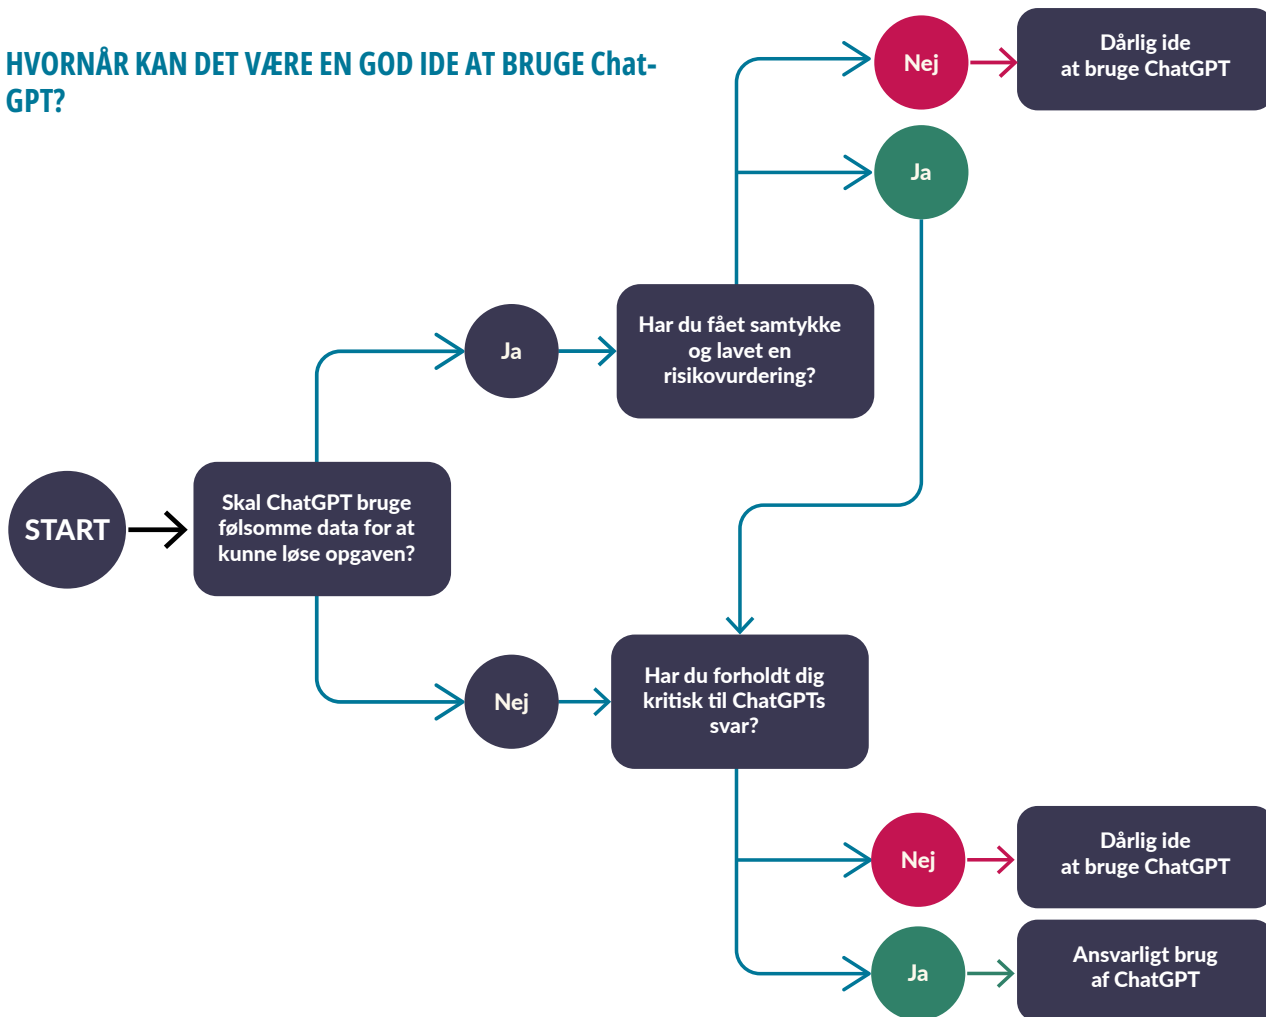 HVORNÅR KAN DET VÆRE EN GOD IDE AT BRUGE Chat-
GPT?
START
Skal ChatGPT bruge
følsomme data for at
kunne løse opgaven?
Ja
Har du fået samtykke
og lavet en
risikovurdering?
Nej
Dårlig ide
at bruge ChatGPT
Ja
Nej
Har du forholdt dig
kritisk til ChatGPTs
svar?
Nej
Dårlig ide
at bruge ChatGPT
Ja
Ansvarligt brug
af ChatGPT